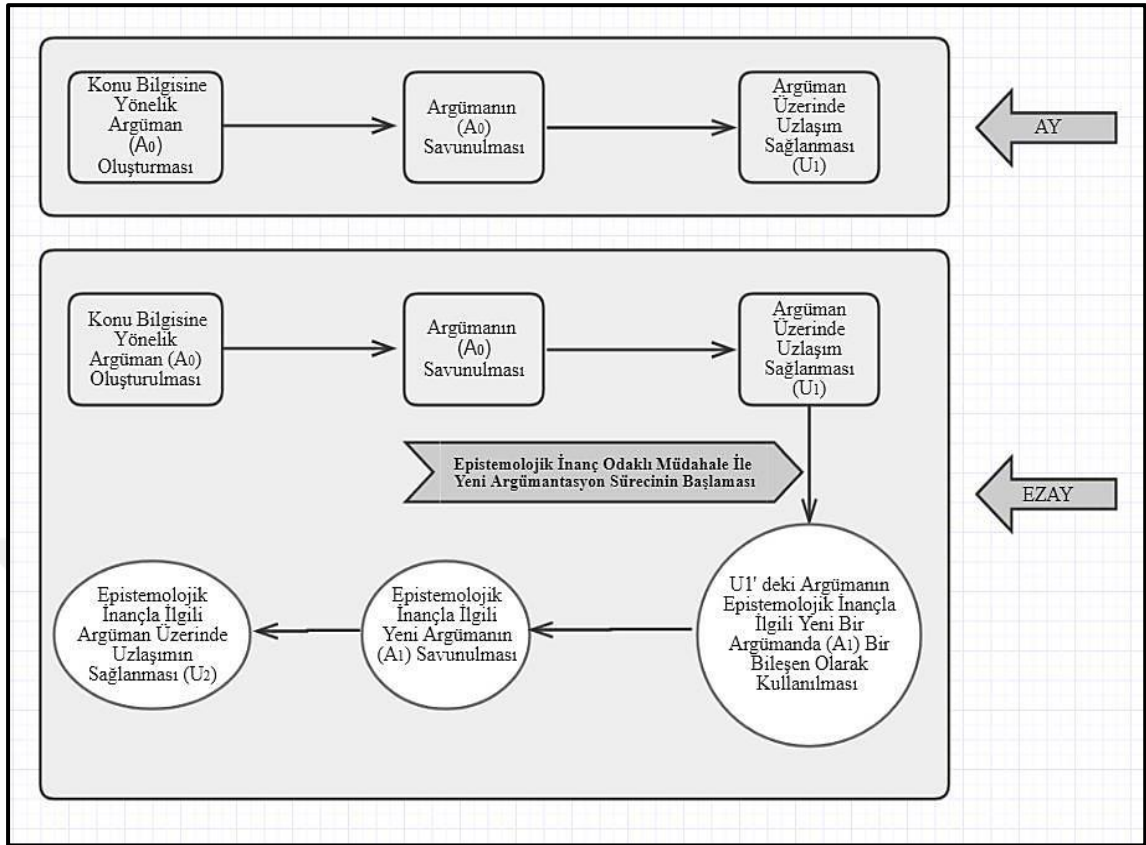 Konu Bilgisine
Yönelik
Argüman
(A0)
Oluşturması
Argümanın
(A0)
Savunulması
Argüman
Üzerinde
Uzlaşım
Sağlanması
(U1)
AY
Konu Bilgisine
Yönelik
Argüman (A0)
Oluşturulması
Argümanın
(A0)
Savunulması
Argüman
Üzerinde
Uzlaşım
Sağlanması
(U1)
Epistemolojik İnanç Odaklı Müdahale İle
Yeni Argümantasyon Sürecinin Başlaması
EZAY
U1' deki Argümanın
Epistemolojik İnançla
İlgili Yeni Bir
Argümanda (A1) Bir
Bileşen Olarak
Kullanılması
Epistemolojik
İnançla İlgili
Yeni Argümanın
(A1) Savunulması
Epistemolojik
İnançla İlgili
Argüman Üzerinde
Uzlaşımın
Sağlanması (U2)